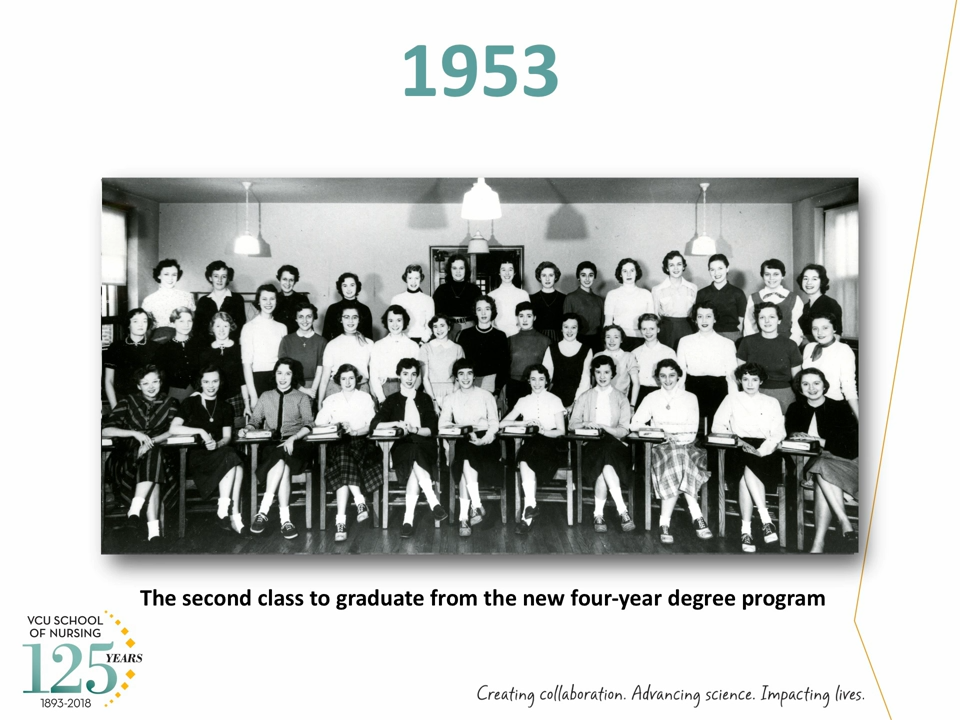 1953
The second class to graduate from the new four-year degree program
VCU SCHOOL
OF NURSING
125 YEARS
1893-2018
Creating collaboration. Advancing science. Impacting lives.